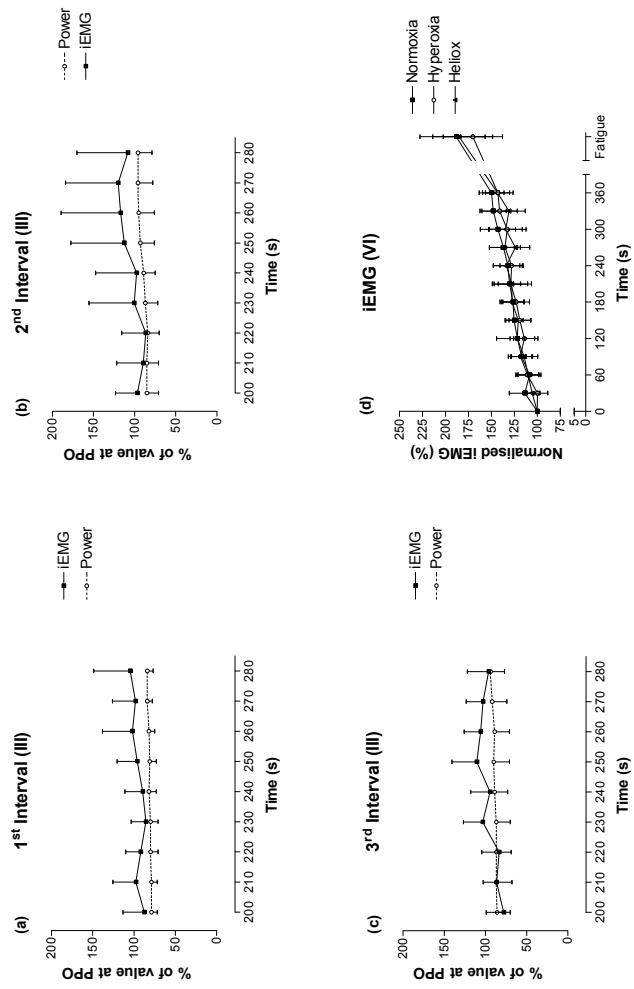 (a)
1st Interval (III)
iEMG
Power
% of value at PPO
200
150
100
50
0
200 210 220 230 240 250 260 270 280
Time (s)
(b)
2nd Interval (III)
Power
iEMG
% of value at PPO
200
150
100
50
0
200 210 220 230 240 250 260 270 280
Time (s)
(c)
3rd Interval (III)
iEMG
Power
% of value at PPO
200
150
100
50
0
200 210 220 230 240 250 260 270 280
Time (s)
(d)
iEMG (VI)
Normoxia
Hyperoxia
Heliox
Normalised iEMG (%)
250
225
200
175
150
125
100
75
5
0
0 60 120 180 240 300 360 Fatigue
Time (s)